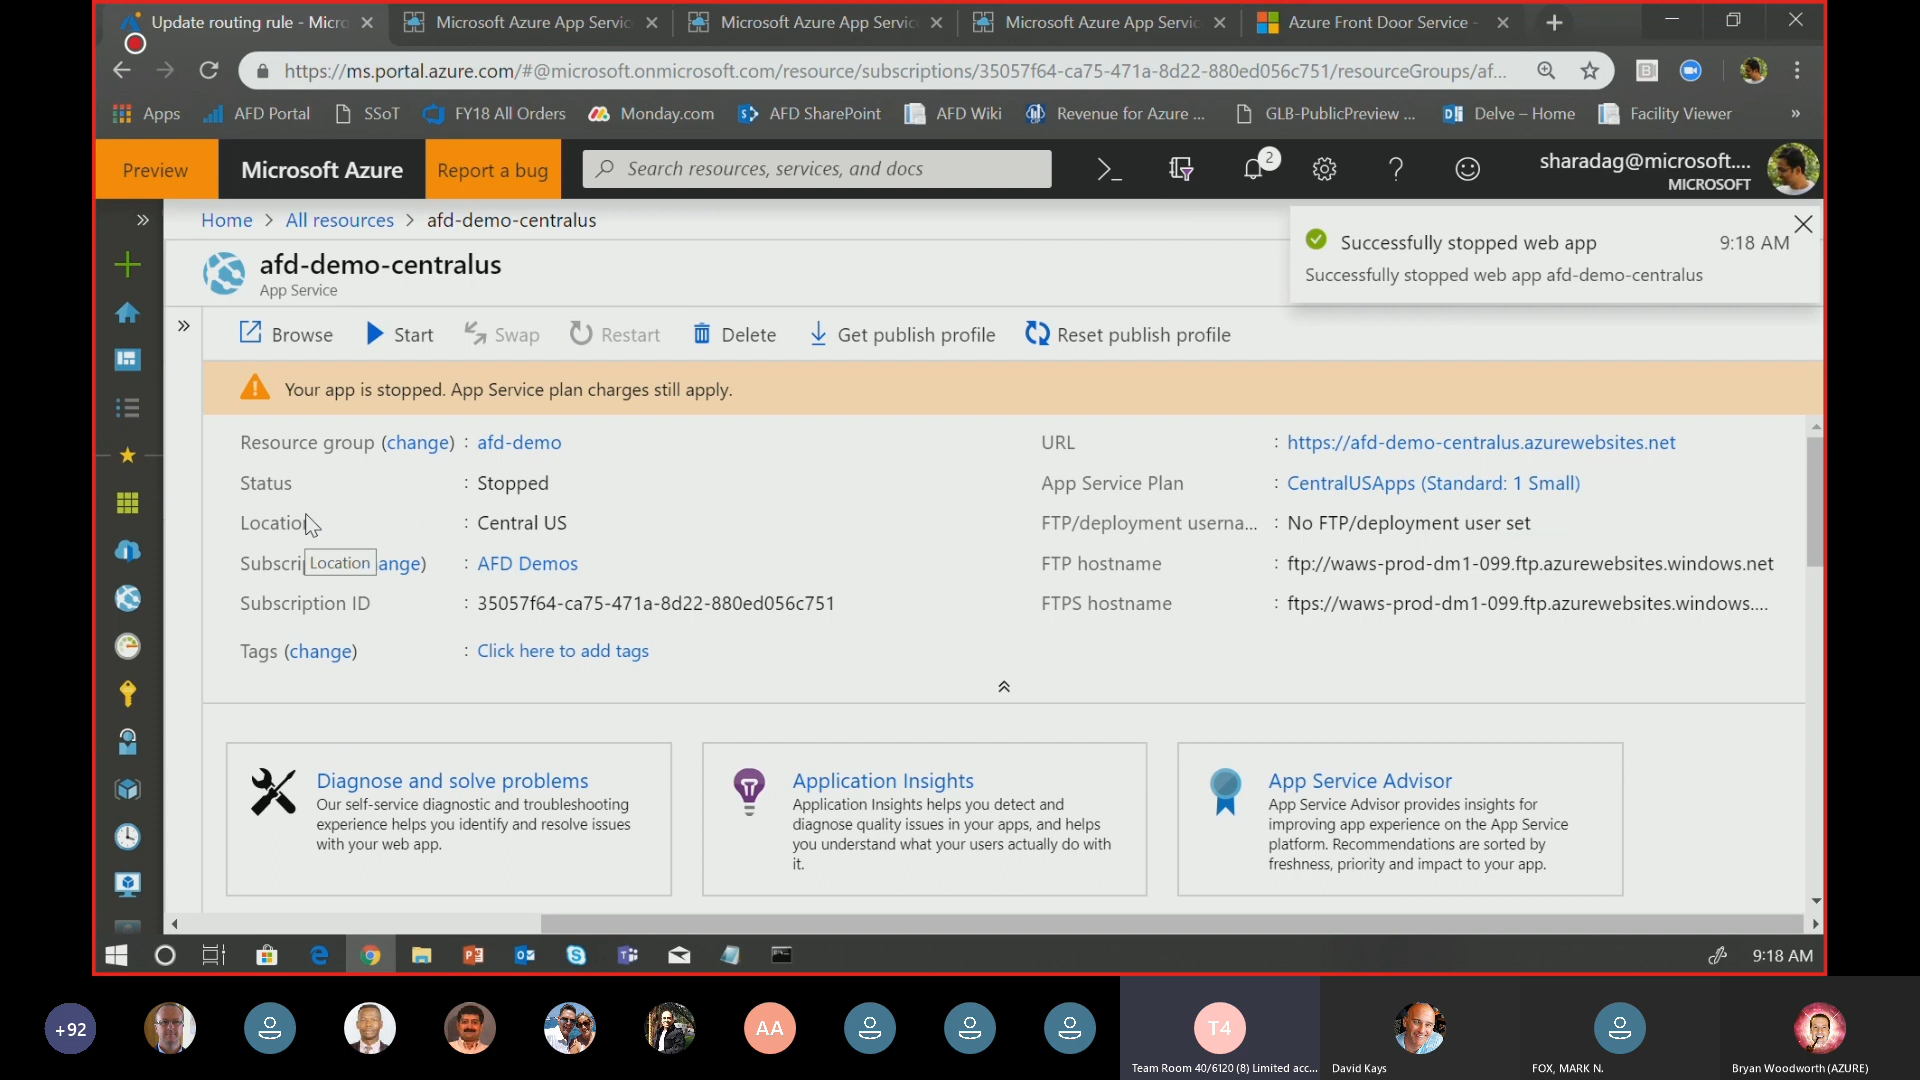 Update routing rule - Micro
Microsoft Azure App Servic
Microsoft Azure App Servic
Microsoft Azure App Servic
Azure Front Door Service -
https://ms.portal.azure.com/#@microsoft.onmicrosoft.com/resource/subscriptions/35057f64-ca75-471a-8d22-880ed056c751/resourceGroups/af...
Apps
AFD Portal
SSoT
FY18 All Orders
Monday.com
AFD SharePoint
AFD Wiki
Revenue for Azure ...
GLB-PublicPreview ...
Delve – Home
Facility Viewer
»
Preview
Microsoft Azure
Report a bug
Search resources, services, and docs
2
sharadag@microsoft....
MICROSOFT
Home > All resources > afd-demo-centralus
afd-demo-centralus
App Service
Successfully stopped web app
9:18 AM
Successfully stopped web app afd-demo-centralus
Browse
Start
Swap
Restart
Delete
Get publish profile
Reset publish profile
Your app is stopped. App Service plan charges still apply.
Resource group (change) : afd-demo
Status : Stopped
Location : Central US
Subscri ange) : AFD Demos
Location
Subscription ID : 35057f64-ca75-471a-8d22-880ed056c751
Tags (change) : Click here to add tags
URL : https://afd-demo-centralus.azurewebsites.net
App Service Plan : CentralUSApps (Standard: 1 Small)
FTP/deployment userna... : No FTP/deployment user set
FTP hostname : ftp://waws-prod-dm1-099.ftp.azurewebsites.windows.net
FTPS hostname : ftps://waws-prod-dm1-099.ftp.azurewebsites.windows....
Diagnose and solve problems
Our self-service diagnostic and troubleshooting
experience helps you identify and resolve issues
with your web app.
Application Insights
Application Insights helps you detect and
diagnose quality issues in your apps, and helps
you understand what your users actually do with
it.
App Service Advisor
App Service Advisor provides insights for
improving app experience on the App Service
platform. Recommendations are sorted by
freshness, priority and impact to your app.
9:18 AM
+92
AA
T4
Team Room 40/6120 (8) Limited acc...
David Kays
FOX, MARK N.
Bryan Woodworth (AZURE)